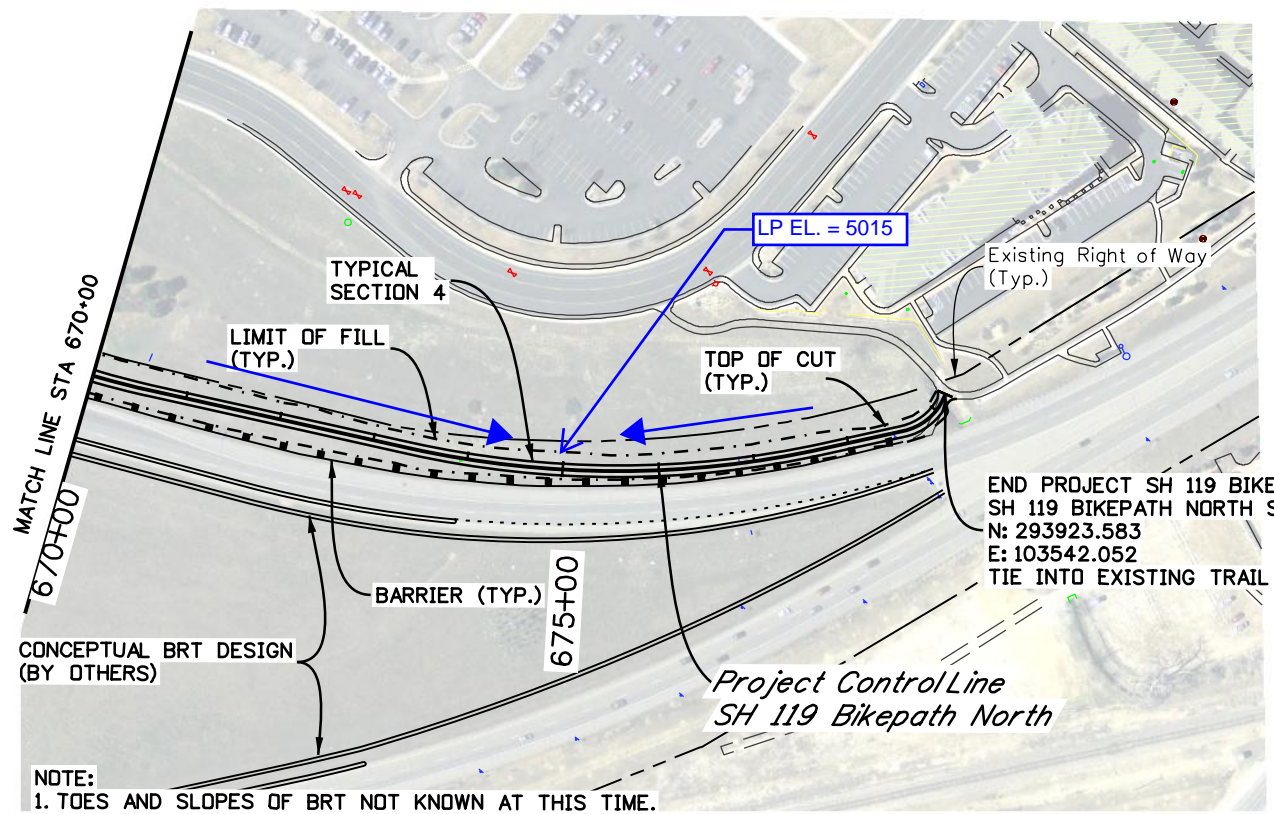 LP EL. = 5015
Existing Right of Way
(Typ.)
TYPICAL
SECTION 4
LIMIT OF FILL
(TYP.)
TOP OF CUT
(TYP.)
MATCH LINE STA 670+00
670+00
END PROJECT SH 119 BIKE
SH 119 BIKEPATH NORTH S
N: 293923.583
E: 103542.052
TIE INTO EXISTING TRAIL
BARRIER (TYP.)
675+00
CONCEPTUAL BRT DESIGN
(BY OTHERS)
Project Control Line
SH 119 Bikepath North
NOTE:
1. TOES AND SLOPES OF BRT NOT KNOWN AT THIS TIME.